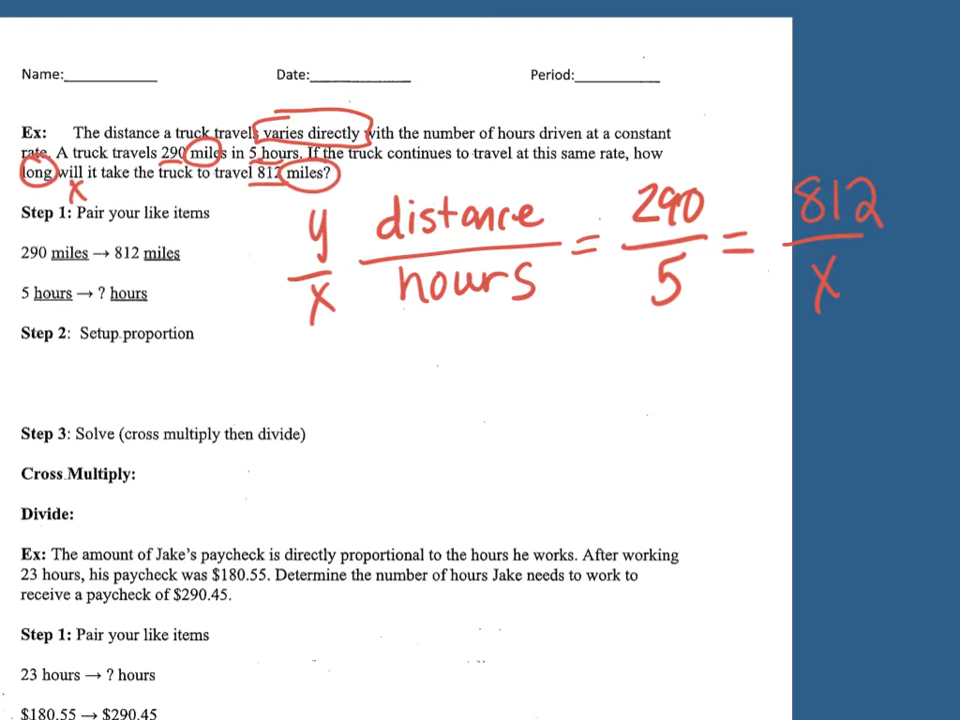 Name:____________ Date:____________ Period:__________
Ex: The distance a truck travels varies directly with the number of hours driven at a constant
rate. A truck travels 290 miles in 5 hours. If the truck continues to travel at this same rate, how
long will it take the truck to travel 812 miles?
x
Step 1: Pair your like items
y/x distance/hours = 290/5 = 812/x
290 miles → 812 miles
5 hours → ? hours
Step 2: Setup proportion
Step 3: Solve (cross multiply then divide)
Cross Multiply:
Divide:
Ex: The amount of Jake's paycheck is directly proportional to the hours he works. After working
23 hours, his paycheck was $180.55. Determine the number of hours Jake needs to work to
receive a paycheck of $290.45.
Step 1: Pair your like items
23 hours → ? hours
$180.55 → $290.45